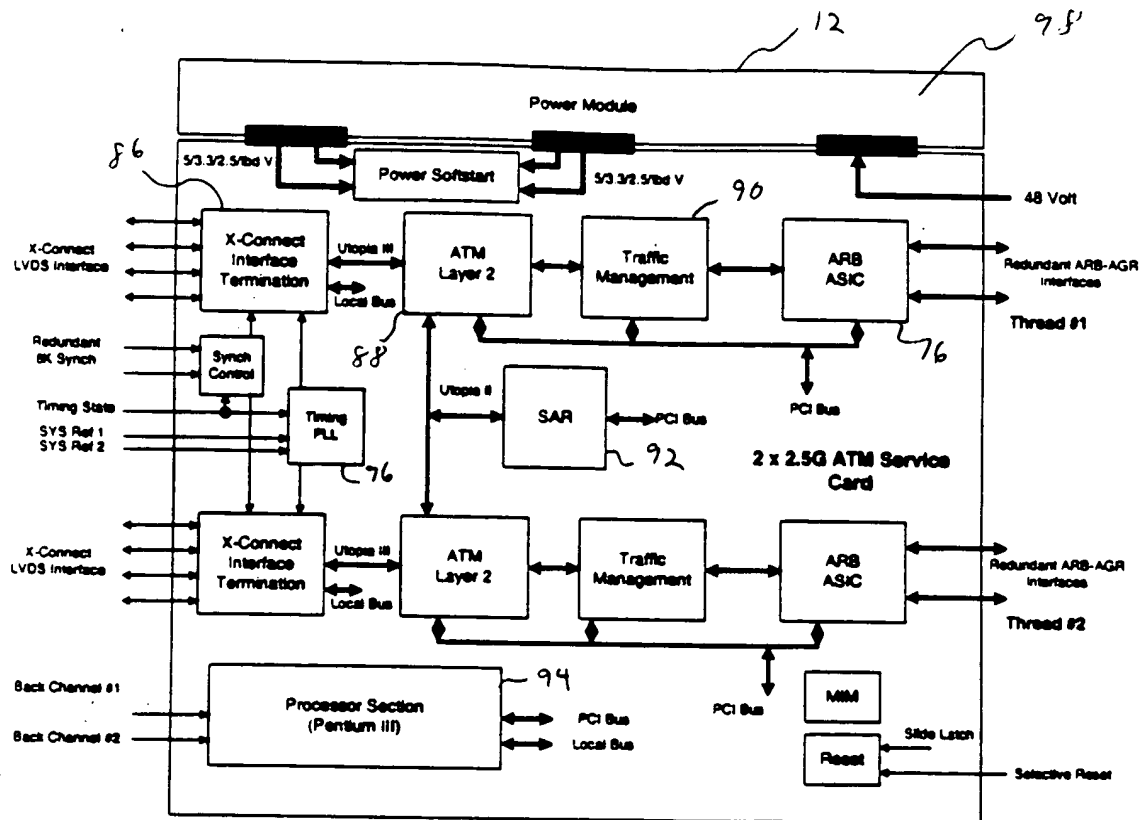 12
98
Power Module
86
5/3.3/2.5/tbd V
Power Softstart
5/3.3/2.5/tbd V
90
48 Volt
X-Connect
LVDS Interface
X-Connect
Interface
Termination
Utopia III
Local Bus
ATM
Layer 2
88
Traffic
Management
ARB
ASIC
76
Redundant ARB-AGR
Interfaces
Thread #1
Redundant
8K Synch
Synch
Control
Timing State
SYS Ref 1
SYS Ref 2
Timing
PLL
96
Utopia II
SAR
PCI Bus
92
PCI Bus
2 x 2.5G ATM Service
Card
X-Connect
LVDS Interface
X-Connect
Interface
Termination
Utopia III
Local Bus
ATM
Layer 2
Traffic
Management
ARB
ASIC
Redundant ARB-AGR
Interfaces
Thread #2
PCI Bus
Back Channel #1
Back Channel #2
Processor Section
(Pentium III)
94
PCI Bus
Local Bus
MIM
Reset
Slide Latch
Selective Reset